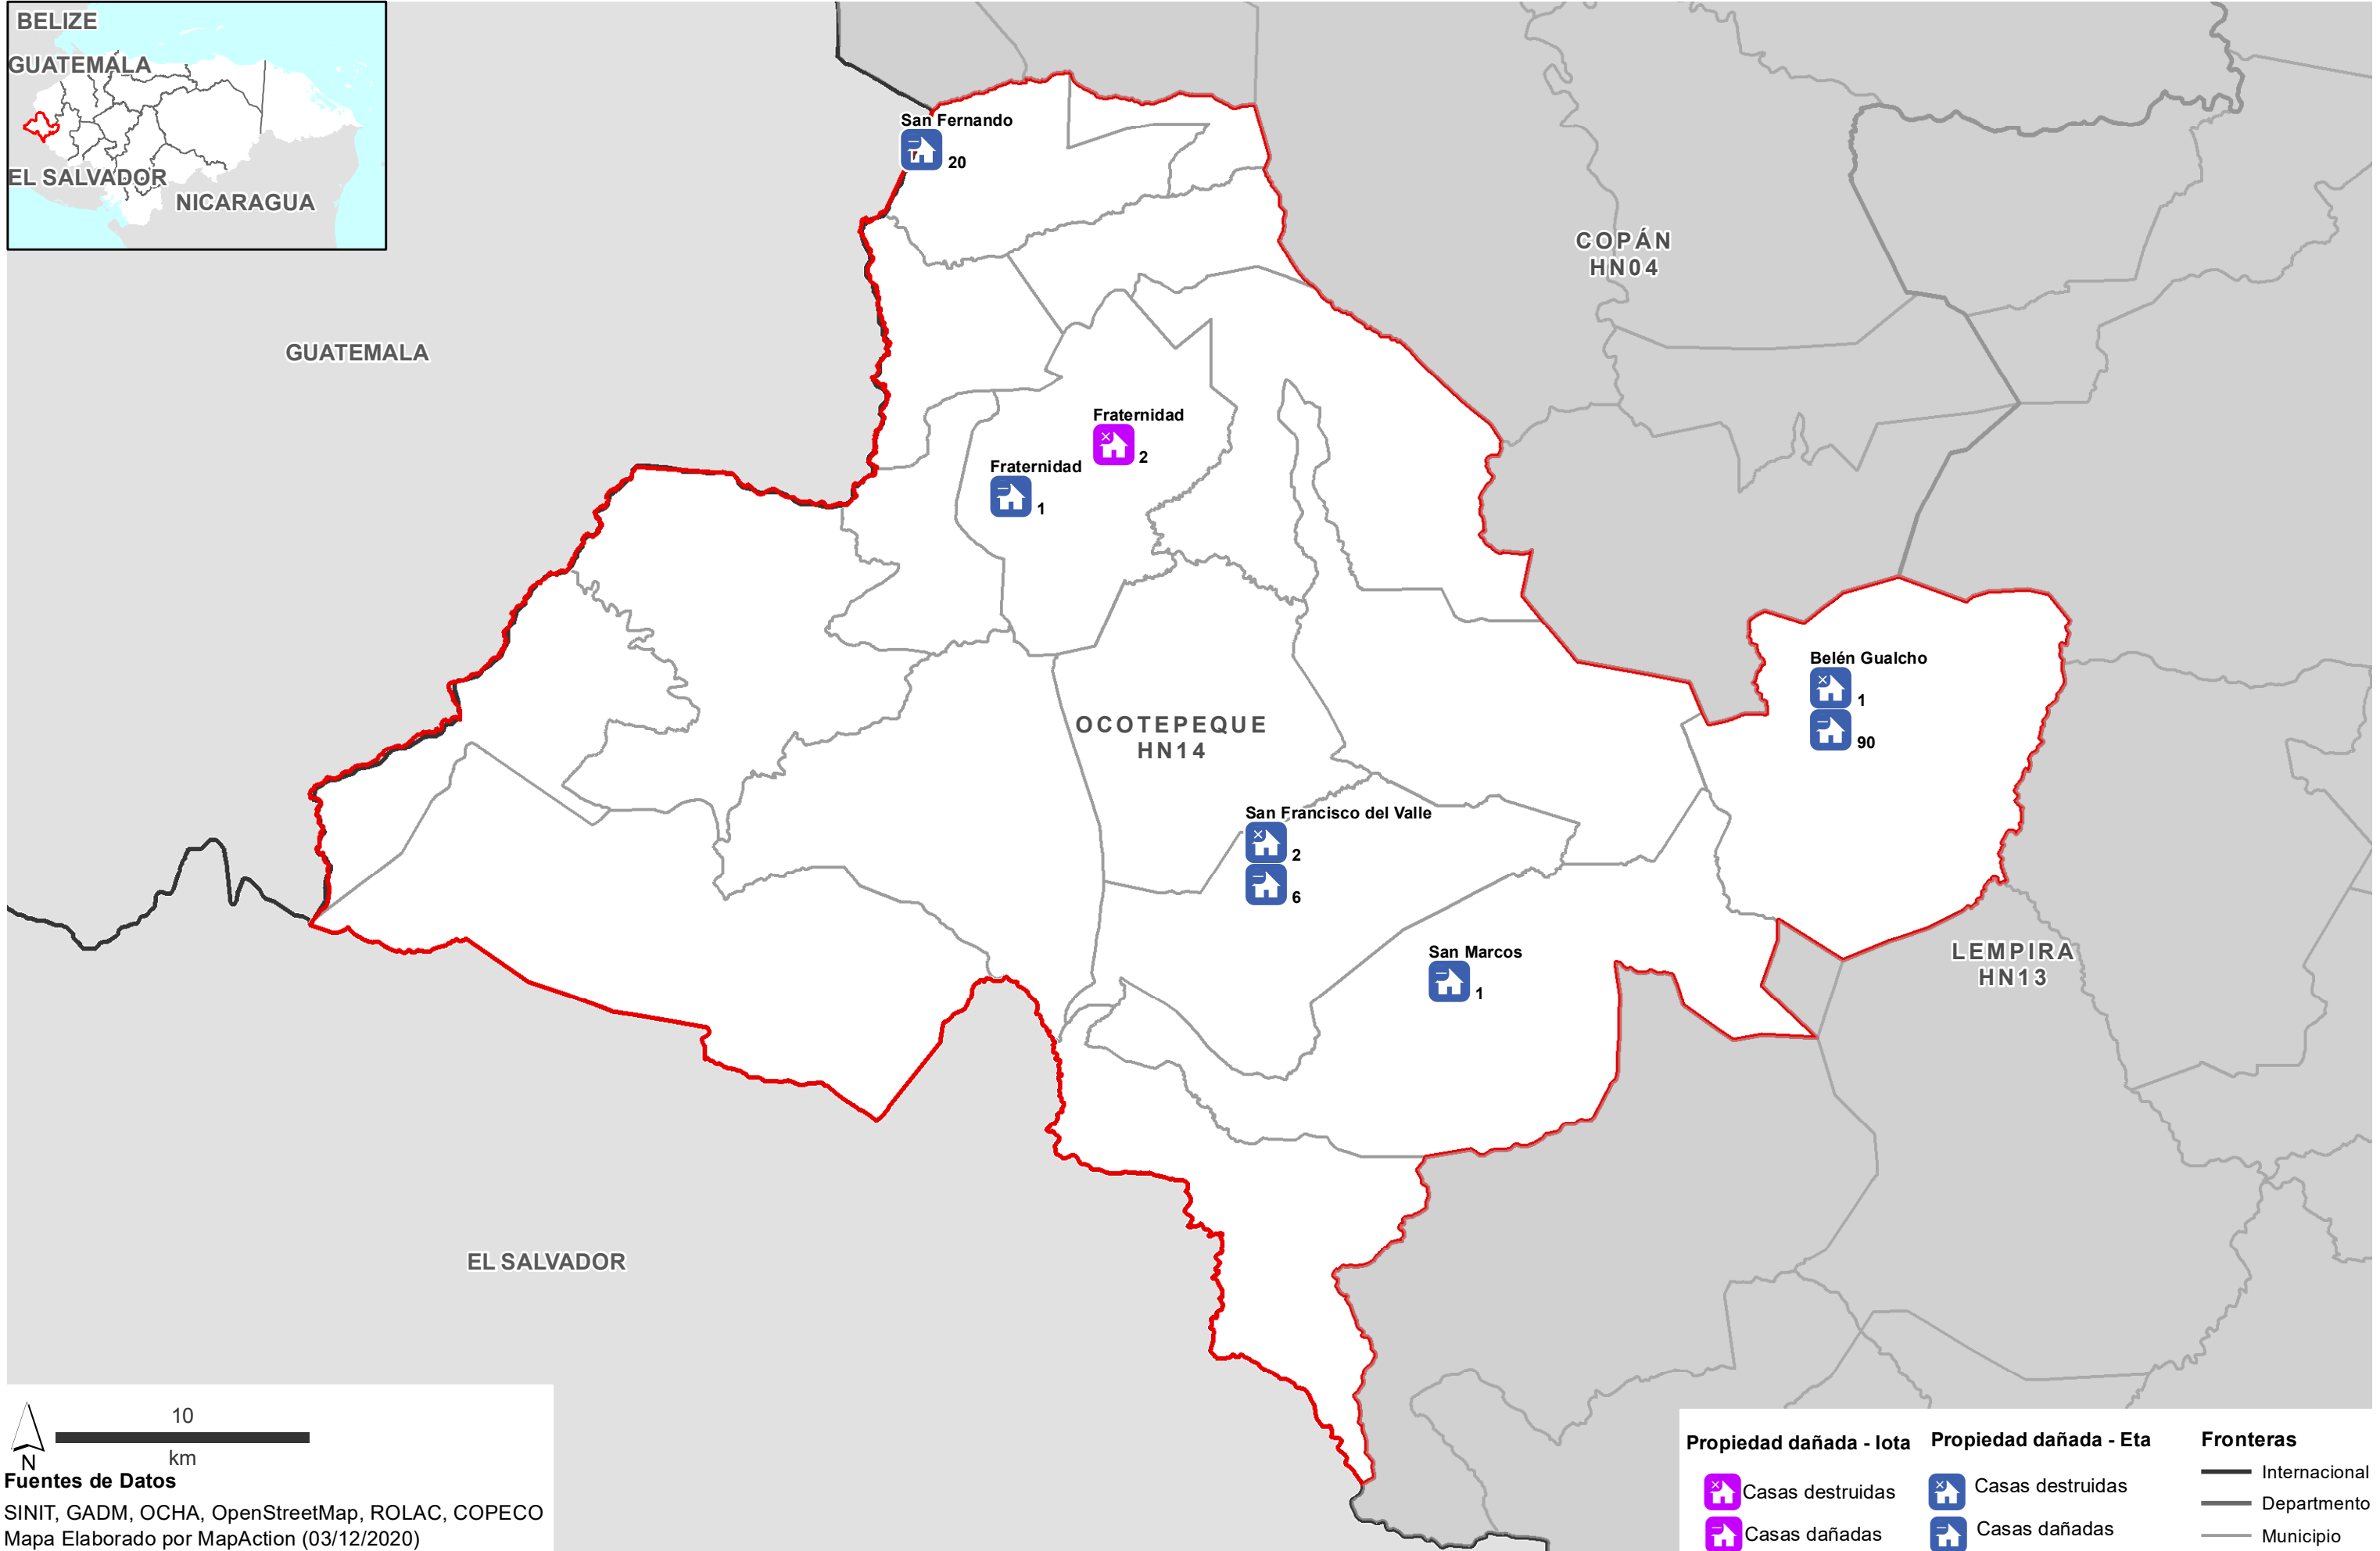 BELIZE
GUATEMALA
EL SALVADOR
NICARAGUA
San Fernando
20
COPÁN
HN04
GUATEMALA
Fraternidad
2
Fraternidad
1
Belén Gualcho
1
90
OCOTEPEQUE
HN14
San Francisco del Valle
2
6
San Marcos
1
LEMPIRA
HN13
EL SALVADOR
10
km
N
Fuentes de Datos
SINIT, GADM, OCHA, OpenStreetMap, ROLAC, COPECO
Mapa Elaborado por MapAction (03/12/2020)
Propiedad dañada - Iota
Casas destruidas
Casas dañadas
Propiedad dañada - Eta
Casas destruidas
Casas dañadas
Fronteras
Internacional
Departmento
Municipio